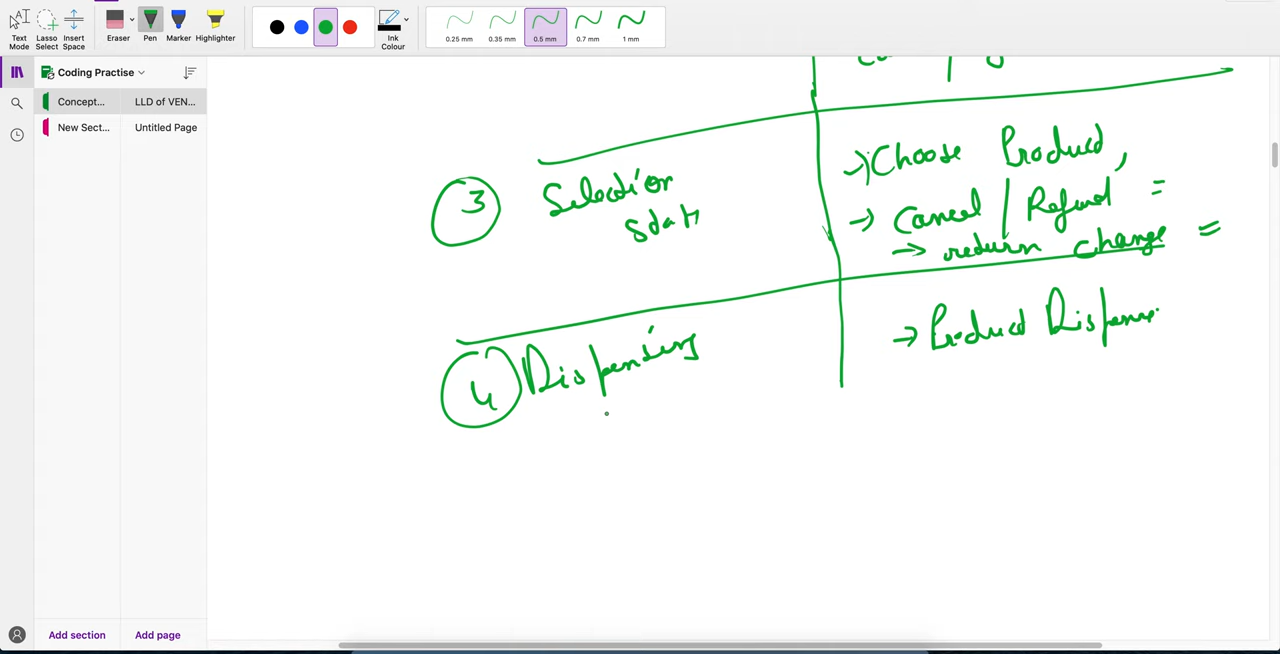 Text Mode
Lasso Select
Insert Space
Eraser
Pen
Marker
Highlighter
Ink Colour
0.25 mm
0.35 mm
0.5 mm
0.7 mm
1 mm
Coding Practise
Concept...
LLD of VEN...
New Sect...
Untitled Page
3
Selection
→ Choose Product,
→ Cancel / Refund =
→ return change =
4
Dispensing
→ Product Dispense
Add section
Add page